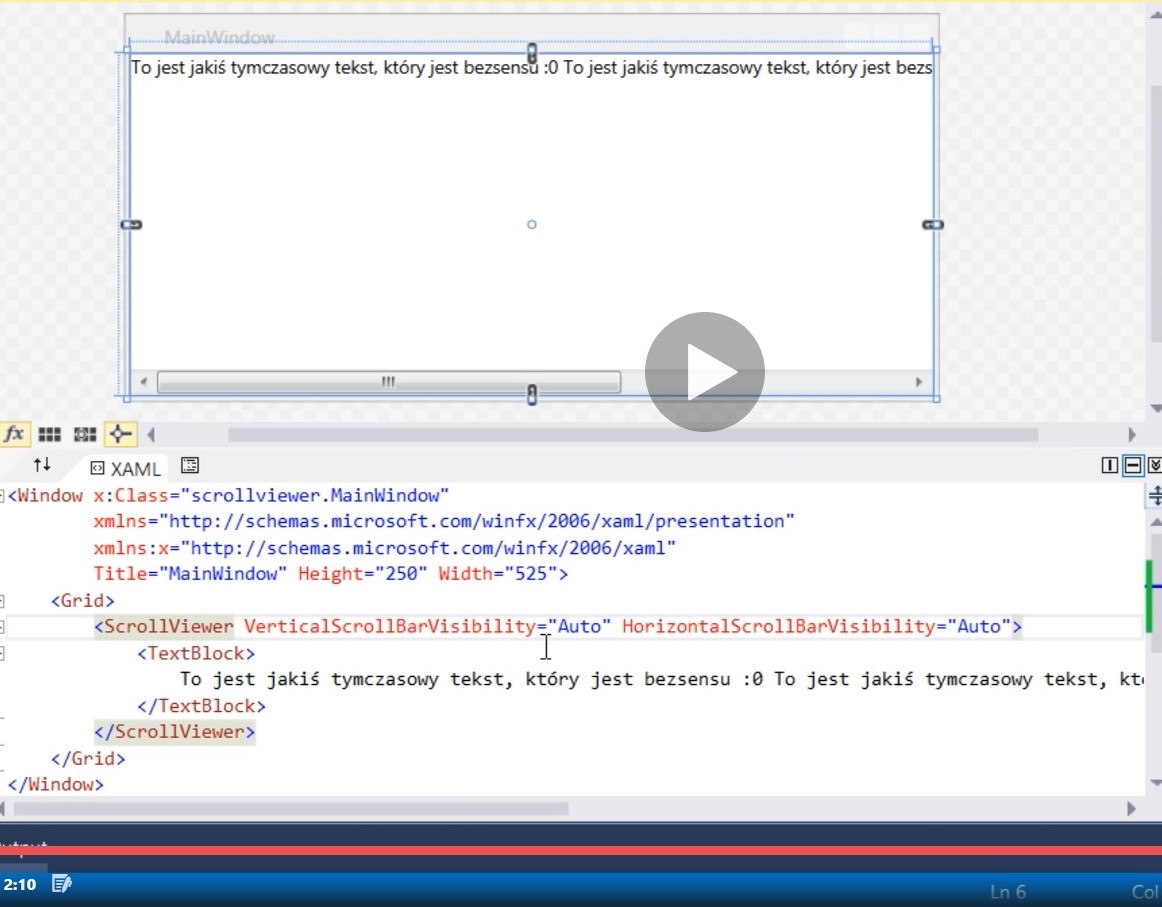 MainWindow
To jest jakiś tymczasowy tekst, który jest bezsensu :0 To jest jakiś tymczasowy tekst, który jest bezs
fx
XAML
<Window x:Class="scrollviewer.MainWindow"
xmlns="http://schemas.microsoft.com/winfx/2006/xaml/presentation"
xmlns:x="http://schemas.microsoft.com/winfx/2006/xaml"
Title="MainWindow" Height="250" Width="525">
<Grid>
<ScrollViewer VerticalScrollBarVisibility="Auto" HorizontalScrollBarVisibility="Auto">
<TextBlock>
To jest jakiś tymczasowy tekst, który jest bezsensu :0 To jest jakiś tymczasowy tekst, kt
</TextBlock>
</ScrollViewer>
</Grid>
</Window>
2:10
Ln 6
Col